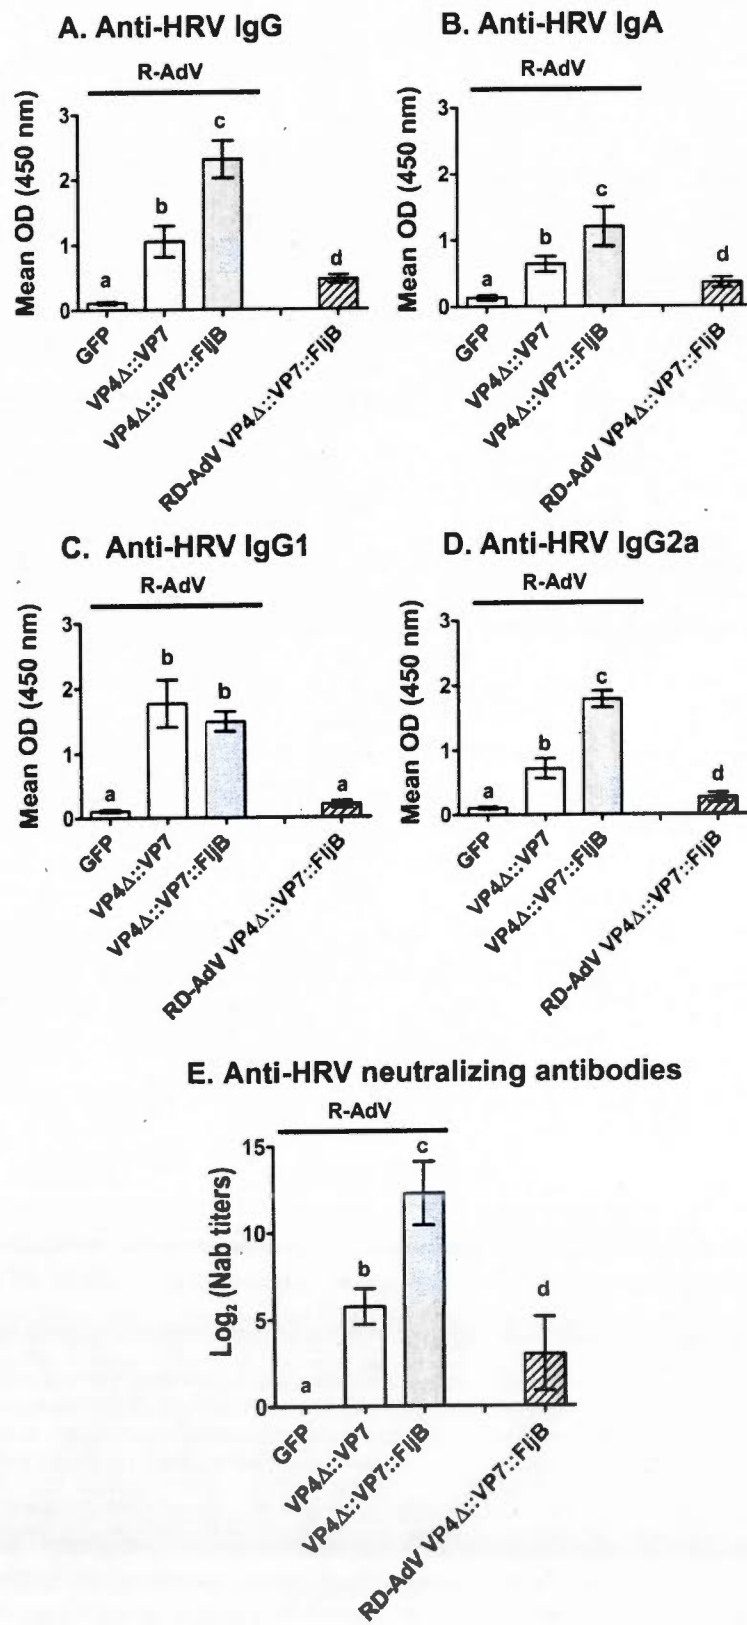 A. Anti-HRV IgG
R-AdV
Mean OD (450 nm)
3
2
1
0
a
b
c
d
GFP
VP4Δ::VP7
VP4Δ::VP7::FljB
RD-AdV VP4Δ::VP7::FljB
B. Anti-HRV IgA
R-AdV
Mean OD (450 nm)
3
2
1
0
a
b
c
d
GFP
VP4Δ::VP7
VP4Δ::VP7::FljB
RD-AdV VP4Δ::VP7::FljB
C. Anti-HRV IgG1
R-AdV
Mean OD (450 nm)
3
2
1
0
a
b
b
a
GFP
VP4Δ::VP7
VP4Δ::VP7::FljB
RD-AdV VP4Δ::VP7::FljB
D. Anti-HRV IgG2a
R-AdV
Mean OD (450 nm)
3
2
1
0
a
b
c
d
GFP
VP4Δ::VP7
VP4Δ::VP7::FljB
RD-AdV VP4Δ::VP7::FljB
E. Anti-HRV neutralizing antibodies
R-AdV
Log₂ (Nab titers)
15
10
5
0
a
b
c
d
GFP
VP4Δ::VP7
VP4Δ::VP7::FljB
RD-AdV VP4Δ::VP7::FljB